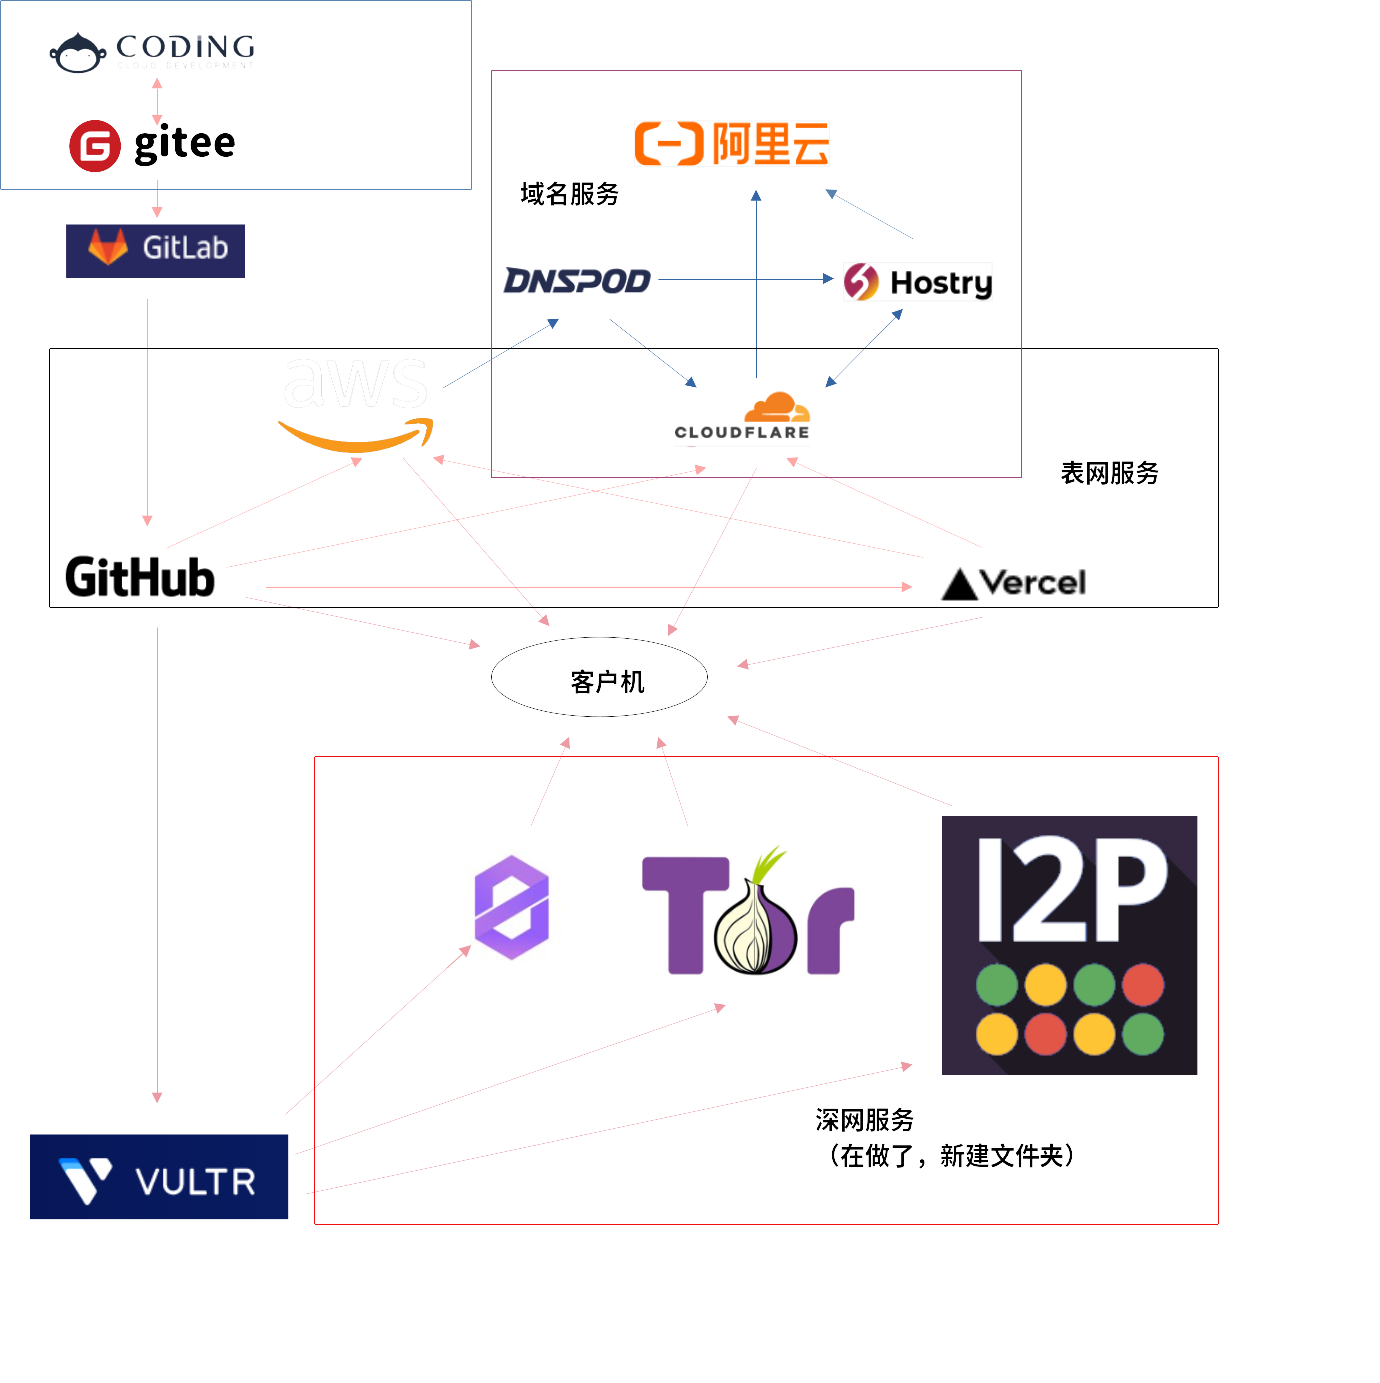 CODING
CLOUD DEVELOPMENT
gitee
GitLab
阿里云
域名服务
DNSPOD
Hostry
aws
CLOUDFLARE
表网服务
GitHub
Vercel
客户机
Tor
I2P
深网服务
（在做了，新建文件夹）
VULTR